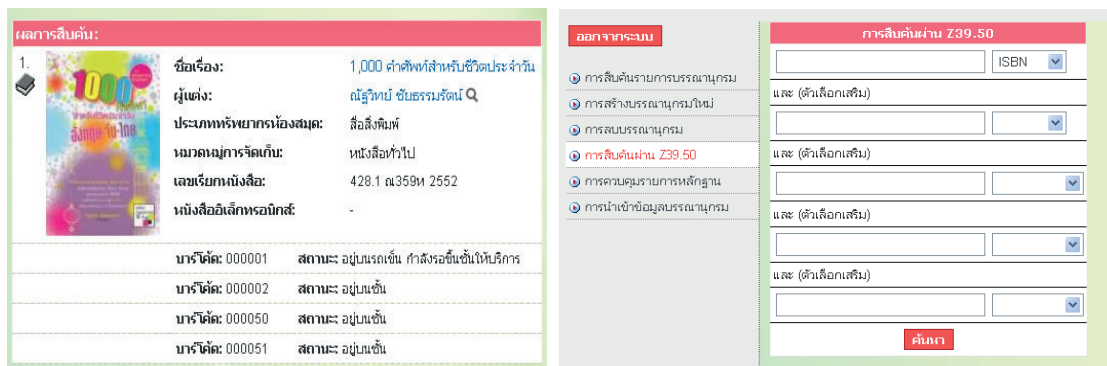 ผลการสืบค้น:
1.
1000
อังกฤษ-จีน-ไทย
ชื่อเรื่อง: 1,000 คำศัพท์สำหรับชีวิตประจำวัน
ผู้แต่ง: ณัฐวิทย์ ชัยธรรมรัตน์
ประเภททรัพยากรห้องสมุด: สื่อสิ่งพิมพ์
หมวดหมู่การจัดเก็บ: หนังสือทั่วไป
เลขเรียกหนังสือ: 428.1 ณ359ห 2552
หนังสืออิเล็กทรอนิกส์: -
บาร์โค้ด: 000001 สถานะ: อยู่บนรถเข็น กำลังรอขึ้นชั้นให้บริการ
บาร์โค้ด: 000002 สถานะ: อยู่บนชั้น
บาร์โค้ด: 000050 สถานะ: อยู่บนชั้น
บาร์โค้ด: 000051 สถานะ: อยู่บนชั้น
ออกจากระบบ
การสืบค้นรายการบรรณานุกรม
การสร้างบรรณานุกรมใหม่
การลบบรรณานุกรม
การสืบค้นผ่าน Z39.50
การควบคุมรายการหลักฐาน
การนำเข้าข้อมูลบรรณานุกรม
การสืบค้นผ่าน Z39.50
ISBN
และ (ตัวเลือกเสริม)
และ (ตัวเลือกเสริม)
และ (ตัวเลือกเสริม)
และ (ตัวเลือกเสริม)
ค้นหา